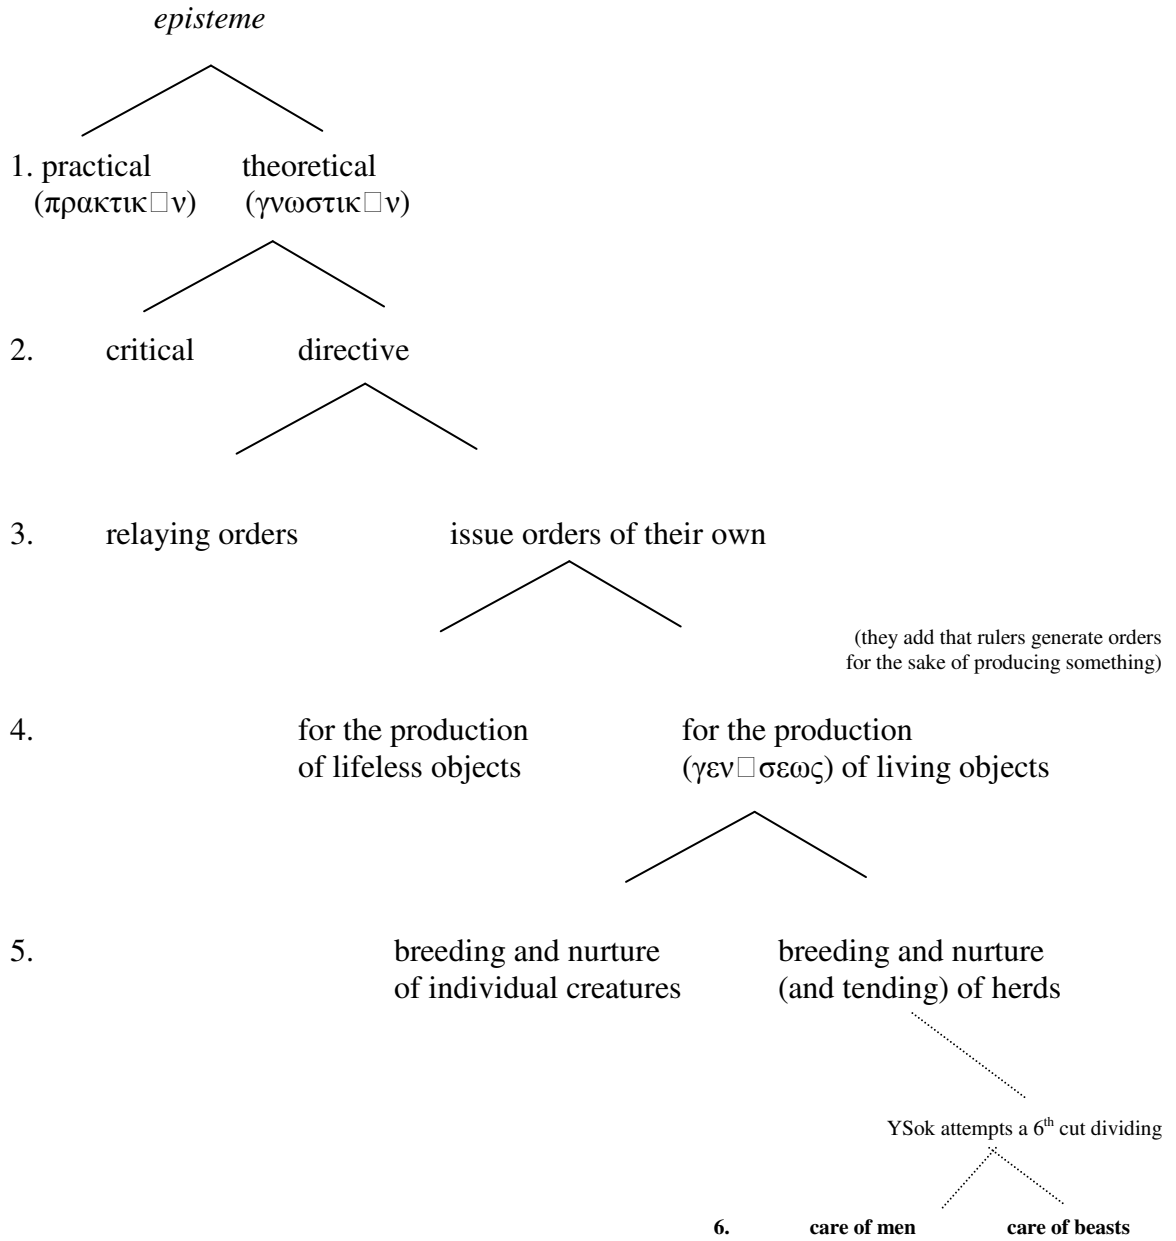 episteme
1. practical theoretical
(πρακτικ□ν) (γνωστικ□ν)
2. critical directive
3. relaying orders issue orders of their own
(they add that rulers generate orders
for the sake of producing something)
4. for the production for the production
of lifeless objects (γεν□σεως) of living objects
5. breeding and nurture breeding and nurture
of individual creatures (and tending) of herds
YSok attempts a 6th cut dividing
6. care of men care of beasts